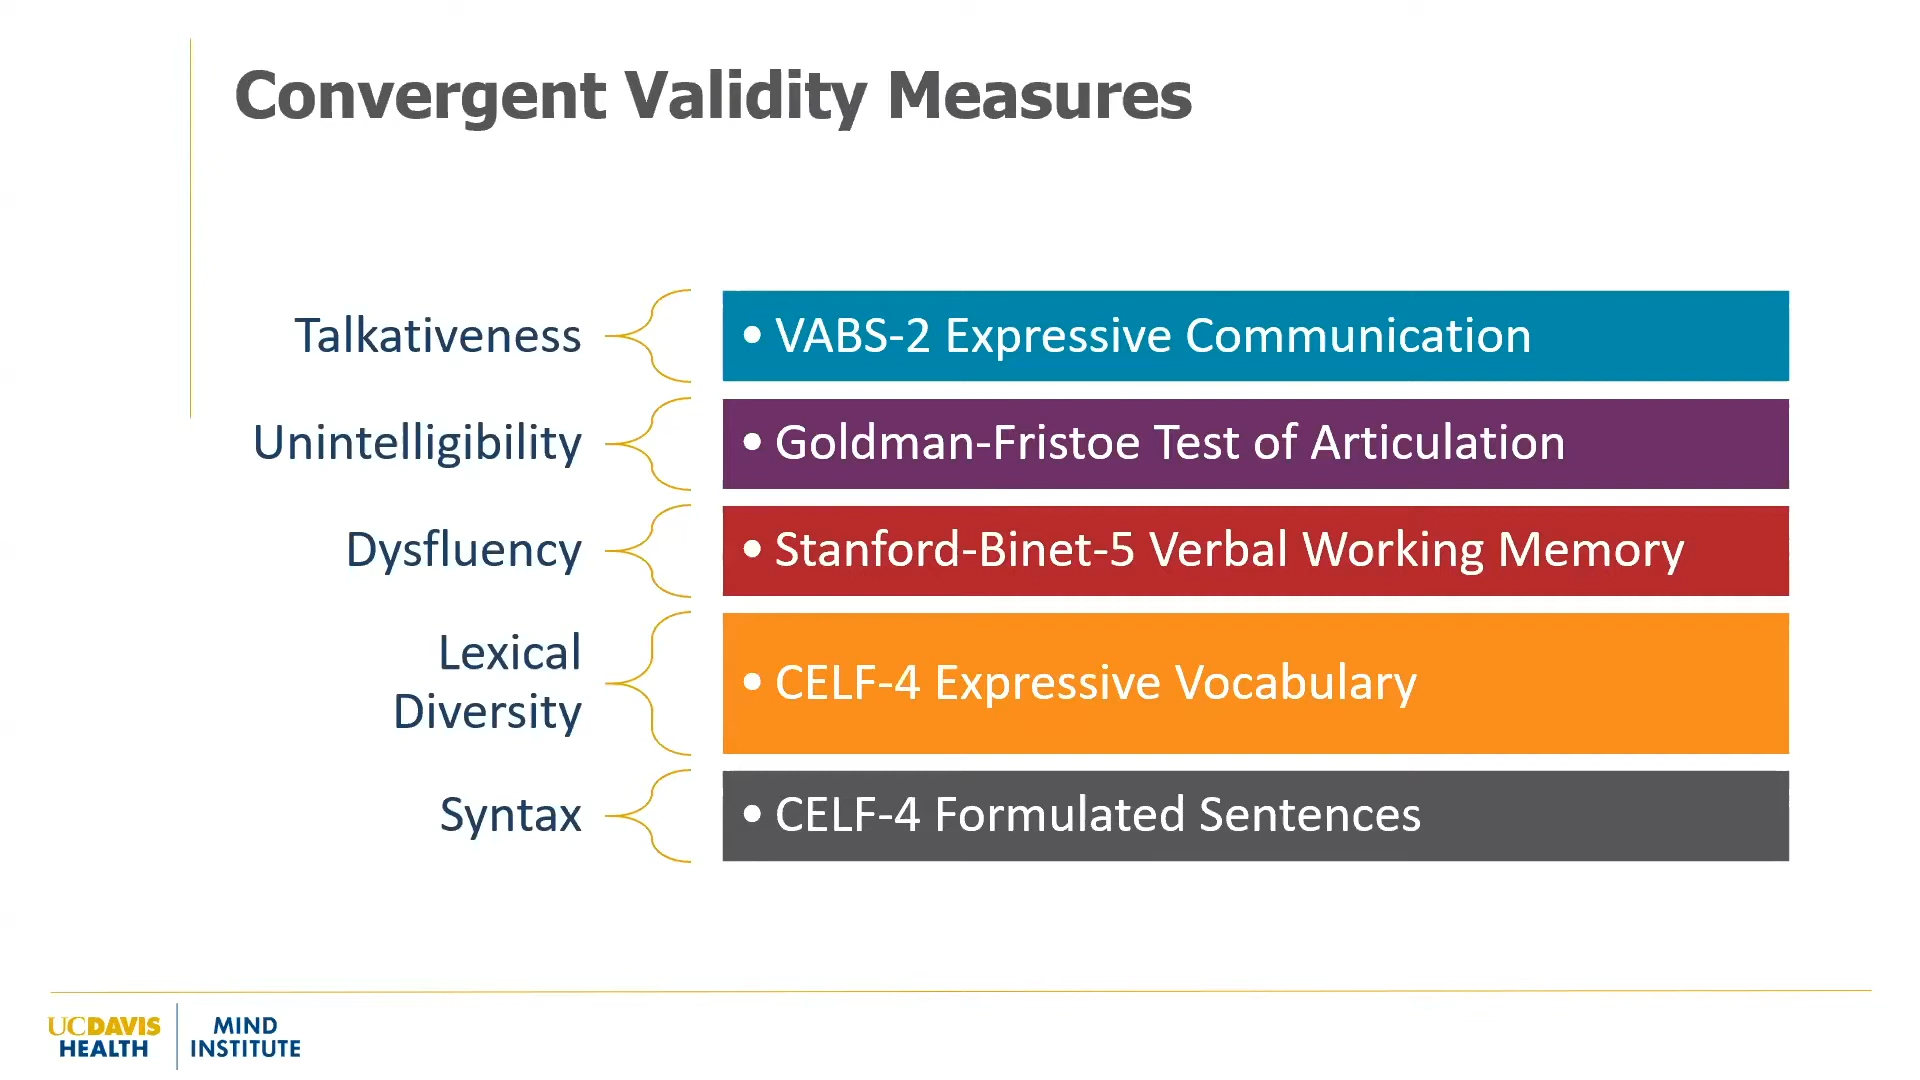 Convergent Validity Measures
Talkativeness
• VABS-2 Expressive Communication
Unintelligibility
• Goldman-Fristoe Test of Articulation
Dysfluency
• Stanford-Binet-5 Verbal Working Memory
Lexical
Diversity
• CELF-4 Expressive Vocabulary
Syntax
• CELF-4 Formulated Sentences
UCDAVIS
HEALTH
MIND
INSTITUTE